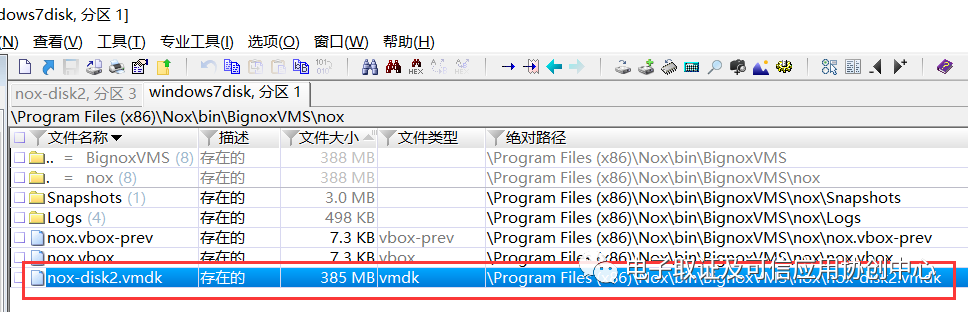 dows7disk, 分区 1]
(N) 查看(V) 工具(T) 专业工具(I) 选项(O) 窗口(W) 帮助(H)
nox-disk2, 分区 3 windows7disk, 分区 1
\Program Files (x86)\Nox\bin\BignoxVMS\nox
文件名称 描述 文件大小 文件类型 绝对路径
.. = BignoxVMS (8) 存在的 388 MB \Program Files (x86)\Nox\bin\BignoxVMS
. = nox (8) 存在的 388 MB \Program Files (x86)\Nox\bin\BignoxVMS\nox
Snapshots (1) 存在的 3.0 MB \Program Files (x86)\Nox\bin\BignoxVMS\nox\Snapshots
Logs (4) 存在的 498 KB \Program Files (x86)\Nox\bin\BignoxVMS\nox\Logs
nox.vbox-prev 存在的 7.3 KB vbox-prev \Program Files (x86)\Nox\bin\BignoxVMS\nox\nox.vbox-prev
nox.vbox 存在的 7.3 KB vbox \Program Files (x86)\Nox\bin\BignoxVMS\nox\nox.vbox
nox-disk2.vmdk 存在的 385 MB vmdk \Program Files (x86)\Nox\bin\BignoxVMS\nox\nox-disk2.vmdk
电子取证及可信应用协创中心